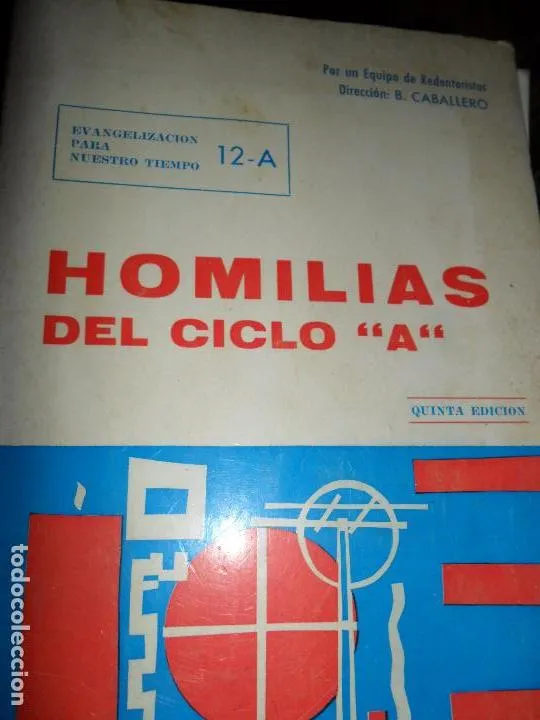 Por un Equipo de Redentoristas
Dirección: B. CABALLERO
EVANGELIZACION
PARA
NUESTRO TIEMPO
12-A
HOMILIAS
DEL CICLO "A"
QUINTA EDICION
todocoleccion